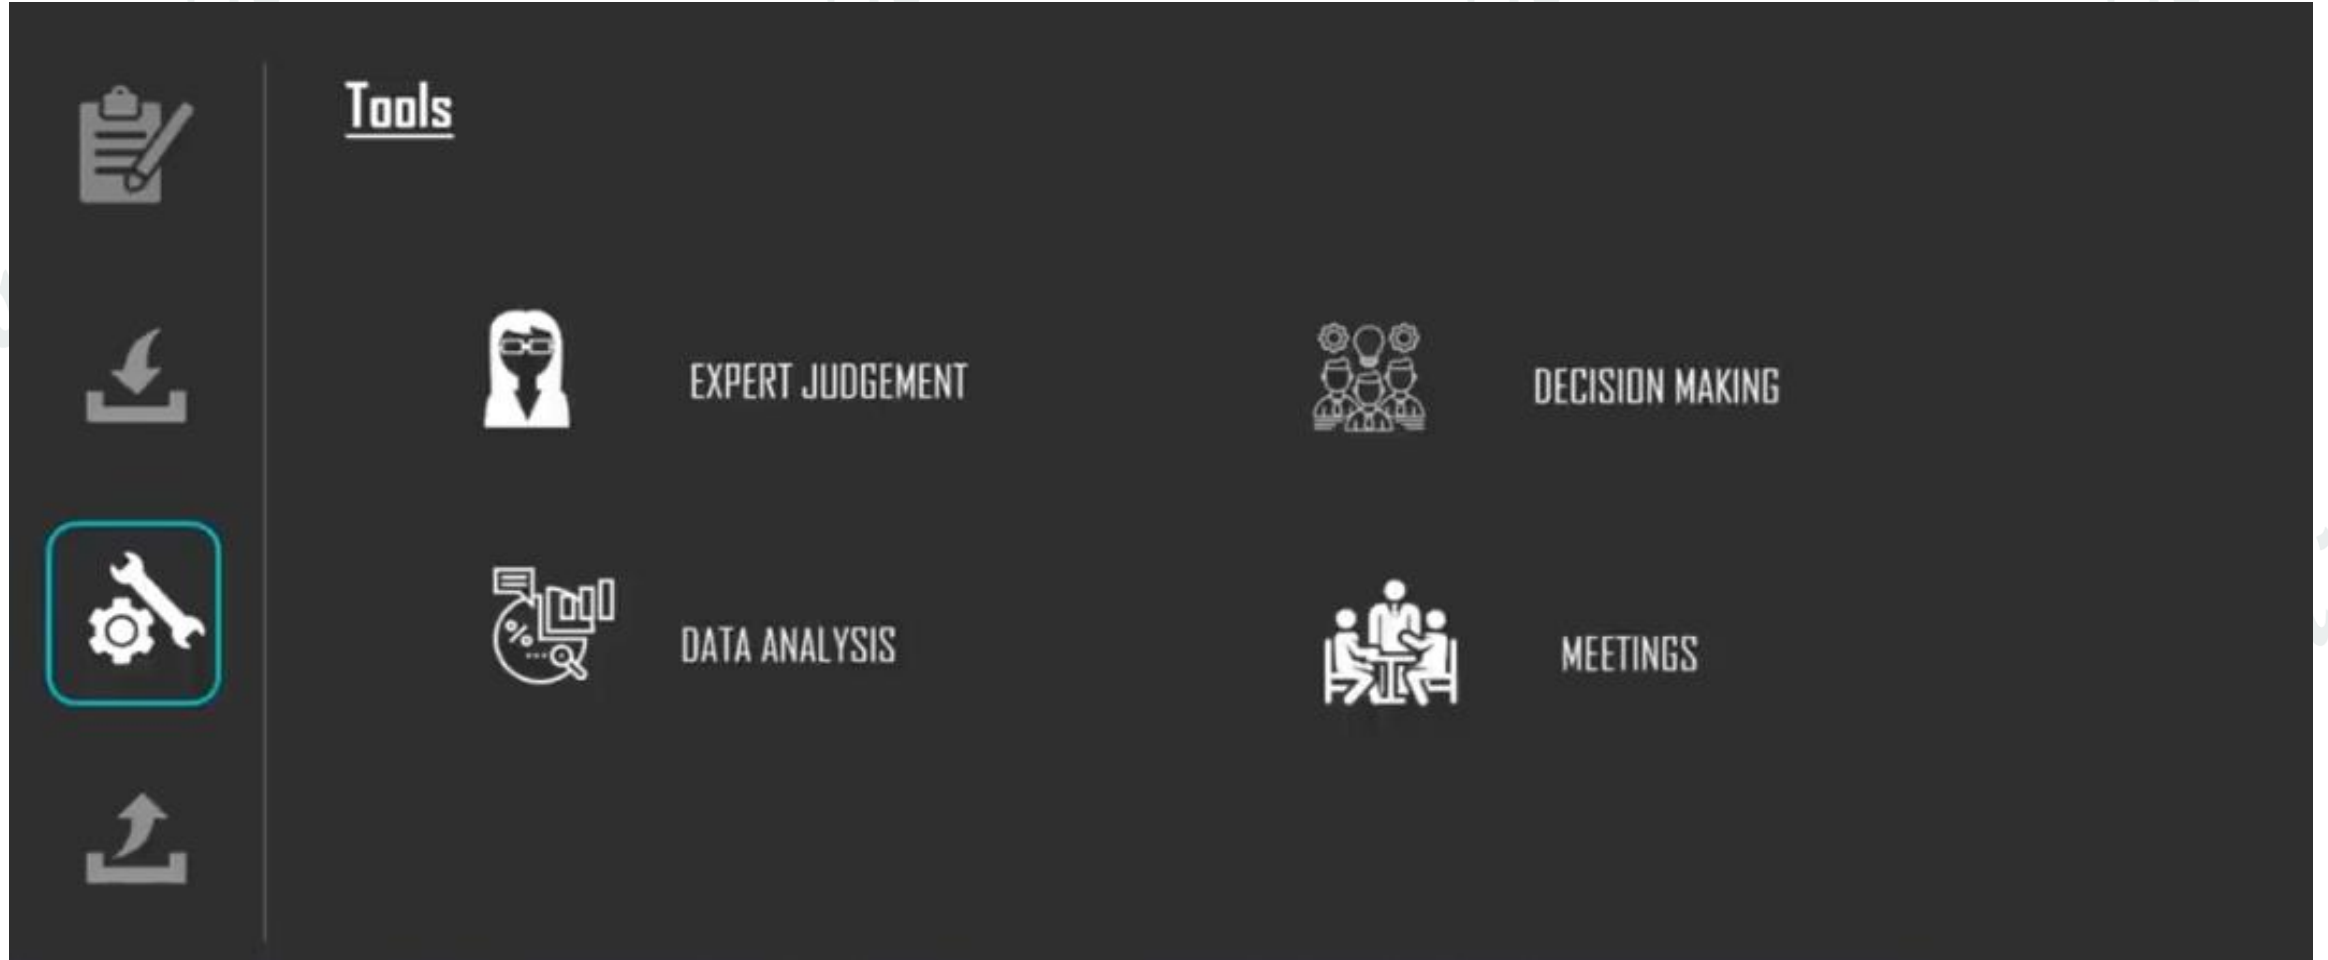 Tools
EXPERT JUDGEMENT
DECISION MAKING
DATA ANALYSIS
MEETINGS